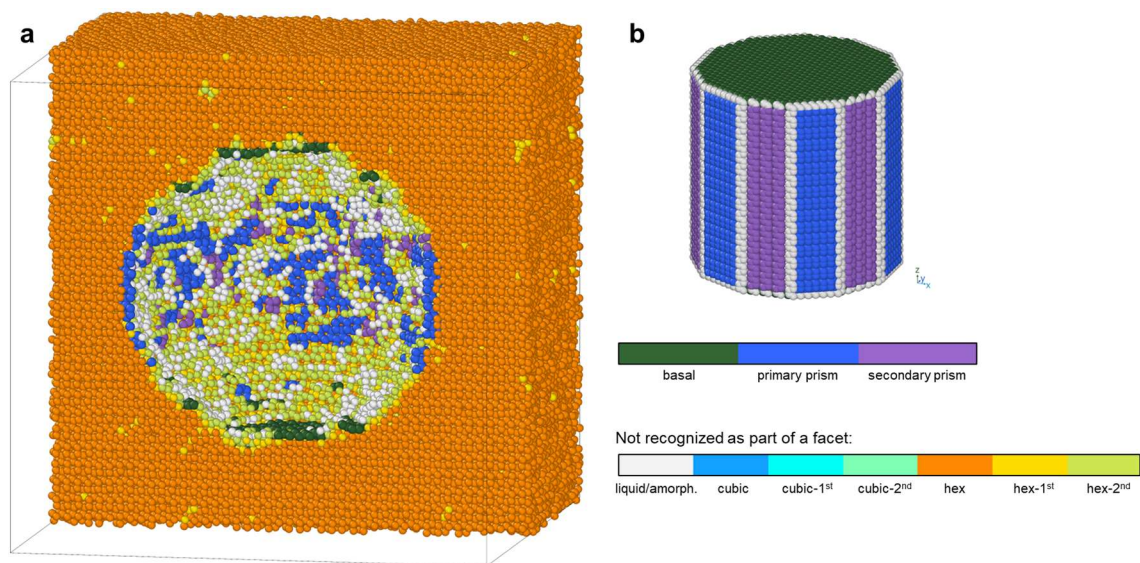 a
b
z
y
x
basal primary prism secondary prism
Not recognized as part of a facet:
liquid/amorph. cubic cubic-1st cubic-2nd hex hex-1st hex-2nd